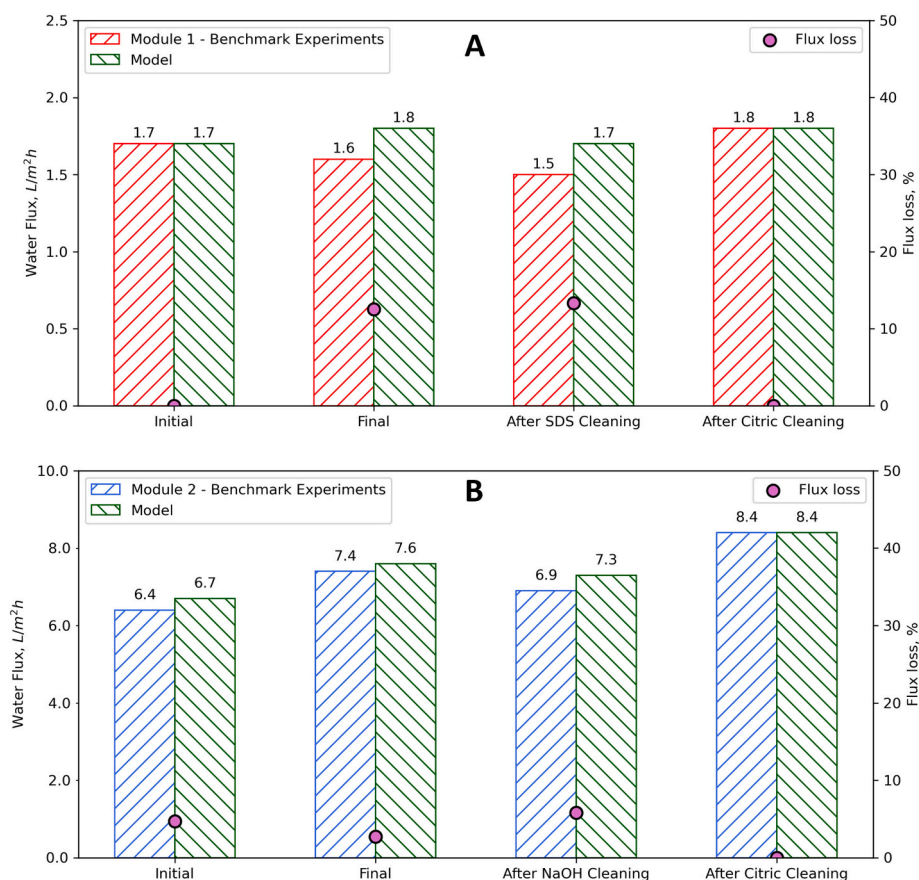 A
Module 1 - Benchmark Experiments
Model
Flux loss
Water Flux, L/m²h
2.5
2.0
1.5
1.0
0.5
0.0
1.7 1.7 1.6 1.8 1.5 1.7 1.8 1.8
50
40
30
20
10
0
Flux loss, %
Initial Final After SDS Cleaning After Citric Cleaning
B
Module 2 - Benchmark Experiments
Model
Flux loss
Water Flux, L/m²h
10.0
8.0
6.0
4.0
2.0
0.0
6.4 6.7 7.4 7.6 6.9 7.3 8.4 8.4
50
40
30
20
10
0
Flux loss, %
Initial Final After NaOH Cleaning After Citric Cleaning